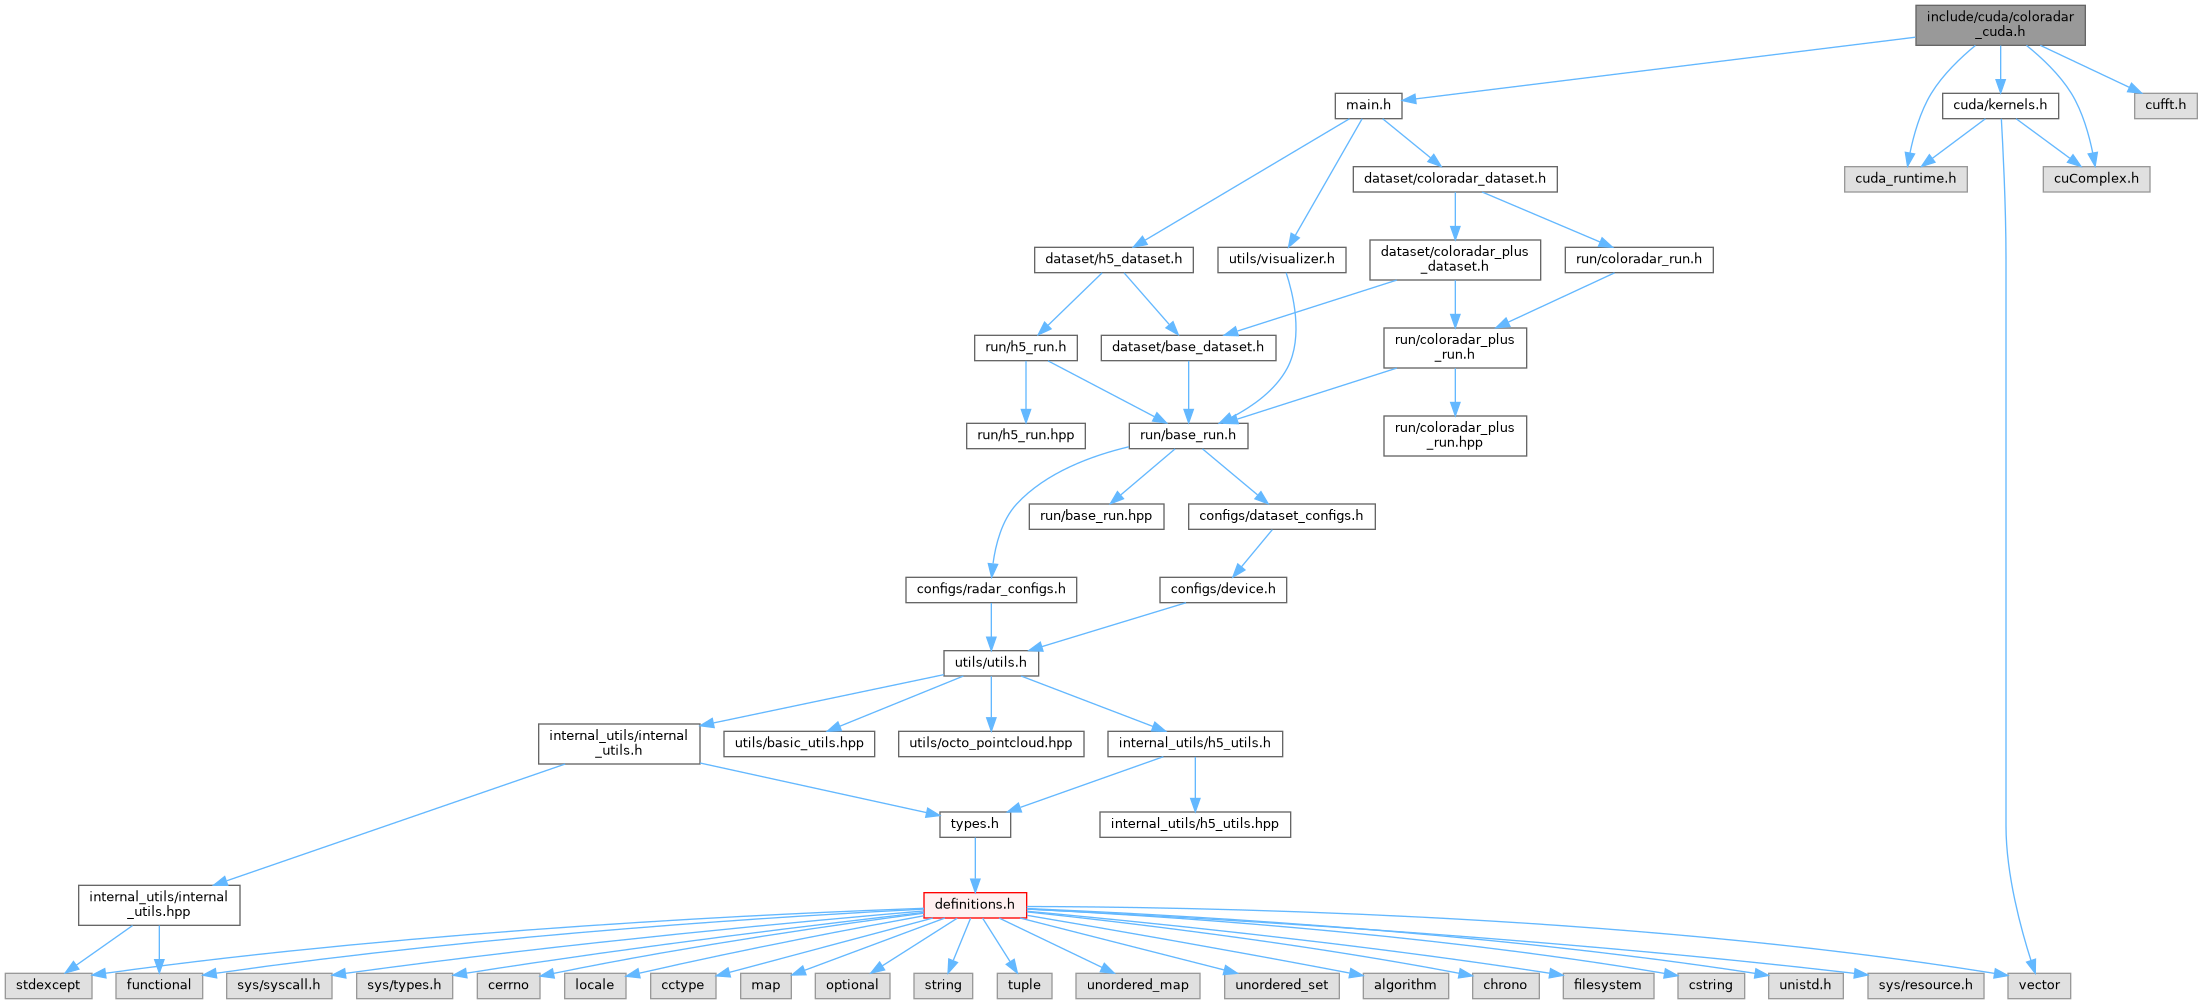 include/cuda/coloradar
_cuda.h
main.h
cuda/kernels.h
cufft.h
dataset/coloradar_dataset.h
cuda_runtime.h
cuComplex.h
dataset/h5_dataset.h
utils/visualizer.h
dataset/coloradar_plus
_dataset.h
run/coloradar_run.h
run/h5_run.h
dataset/base_dataset.h
run/coloradar_plus
_run.h
run/h5_run.hpp
run/base_run.h
run/coloradar_plus
_run.hpp
run/base_run.hpp
configs/dataset_configs.h
configs/radar_configs.h
configs/device.h
utils/utils.h
internal_utils/internal
_utils.h
utils/basic_utils.hpp
utils/octo_pointcloud.hpp
internal_utils/h5_utils.h
types.h
internal_utils/h5_utils.hpp
internal_utils/internal
_utils.hpp
definitions.h
stdexcept
functional
sys/syscall.h
sys/types.h
cerrno
locale
cctype
map
optional
string
tuple
unordered_map
unordered_set
algorithm
chrono
filesystem
cstring
unistd.h
sys/resource.h
vector